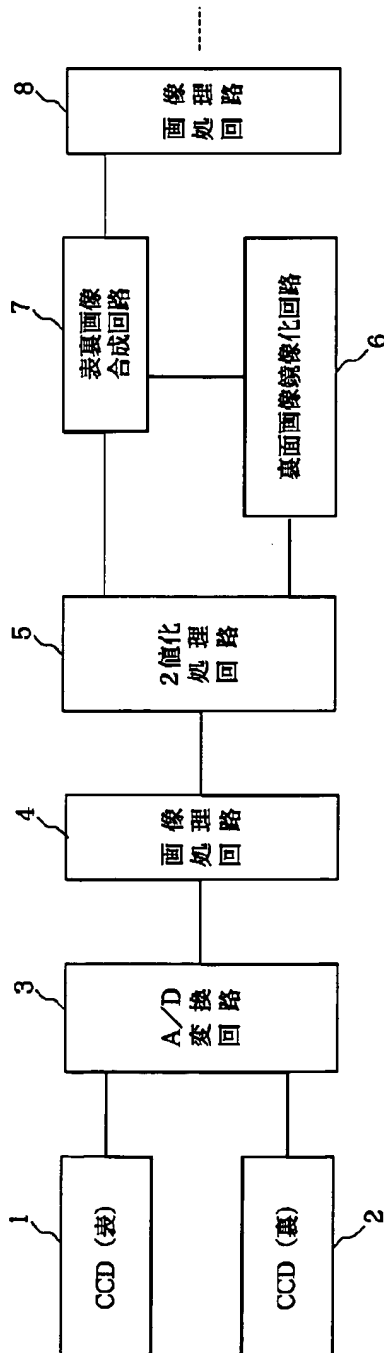 1
CCD (表)
2
CCD (裏)
3
A/D
変換
回路
4
画像
処理
回路
5
2値化
処理
回路
6
裏面画像鏡像化回路
7
表裏画像
合成回路
8
画像
処理
回路